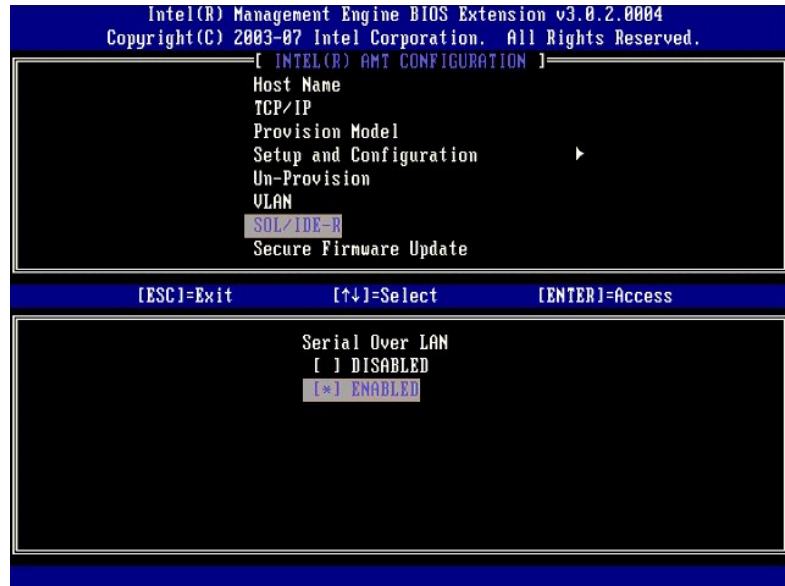 Intel(R) Management Engine BIOS Extension v3.0.2.0004
Copyright(C) 2003-07 Intel Corporation. All Rights Reserved.
[ INTEL(R) AMT CONFIGURATION ]
Host Name
TCP/IP
Provision Model
Setup and Configuration ►
Un-Provision
VLAN
SOL/IDE-R
Secure Firmware Update
[ESC]=Exit [↑↓]=Select [ENTER]=Access
Serial Over LAN
[ ] DISABLED
[*] ENABLED